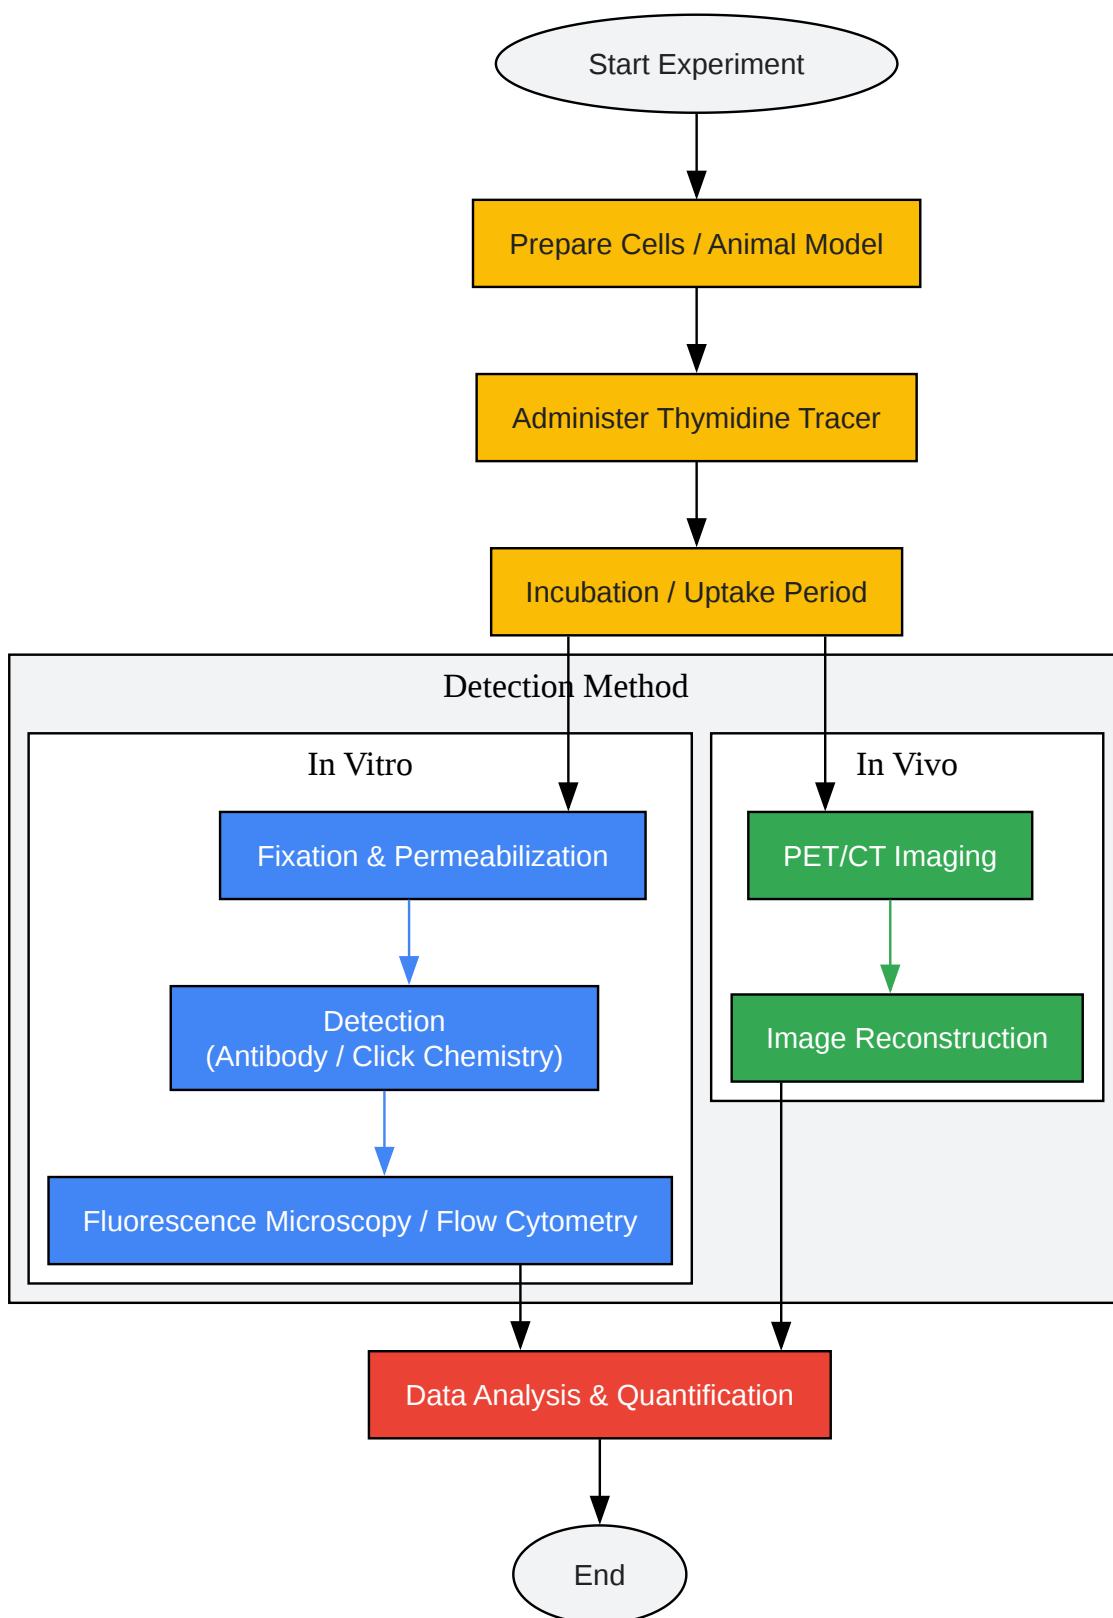 Start Experiment
Prepare Cells / Animal Model
Administer Thymidine Tracer
Incubation / Uptake Period
Detection Method
In Vitro
Fixation & Permeabilization
Detection
(Antibody / Click Chemistry)
Fluorescence Microscopy / Flow Cytometry
In Vivo
PET/CT Imaging
Image Reconstruction
Data Analysis & Quantification
End